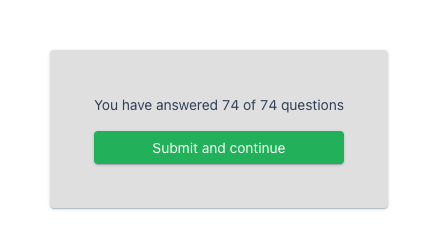 You have answered 74 of 74 questions
Submit and continue